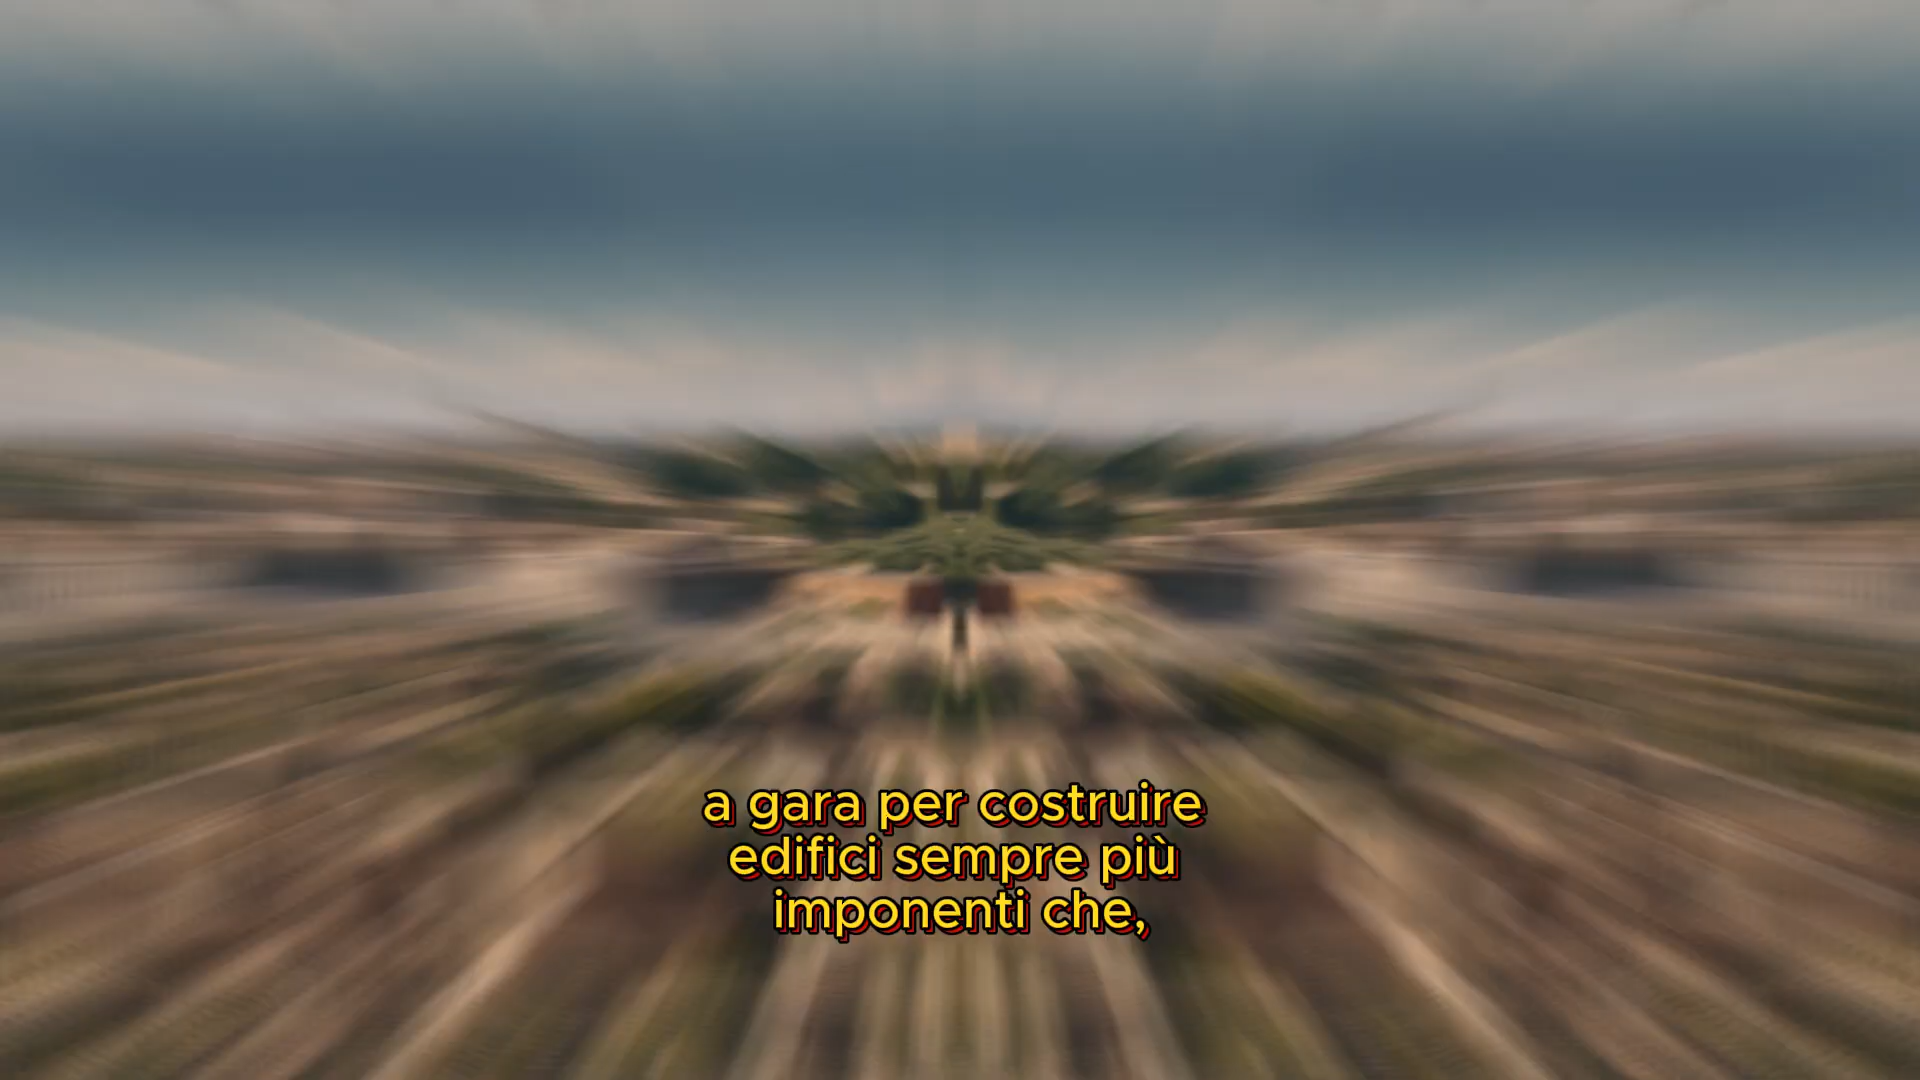 a gara per costruire
edifici sempre più
imponenti che,